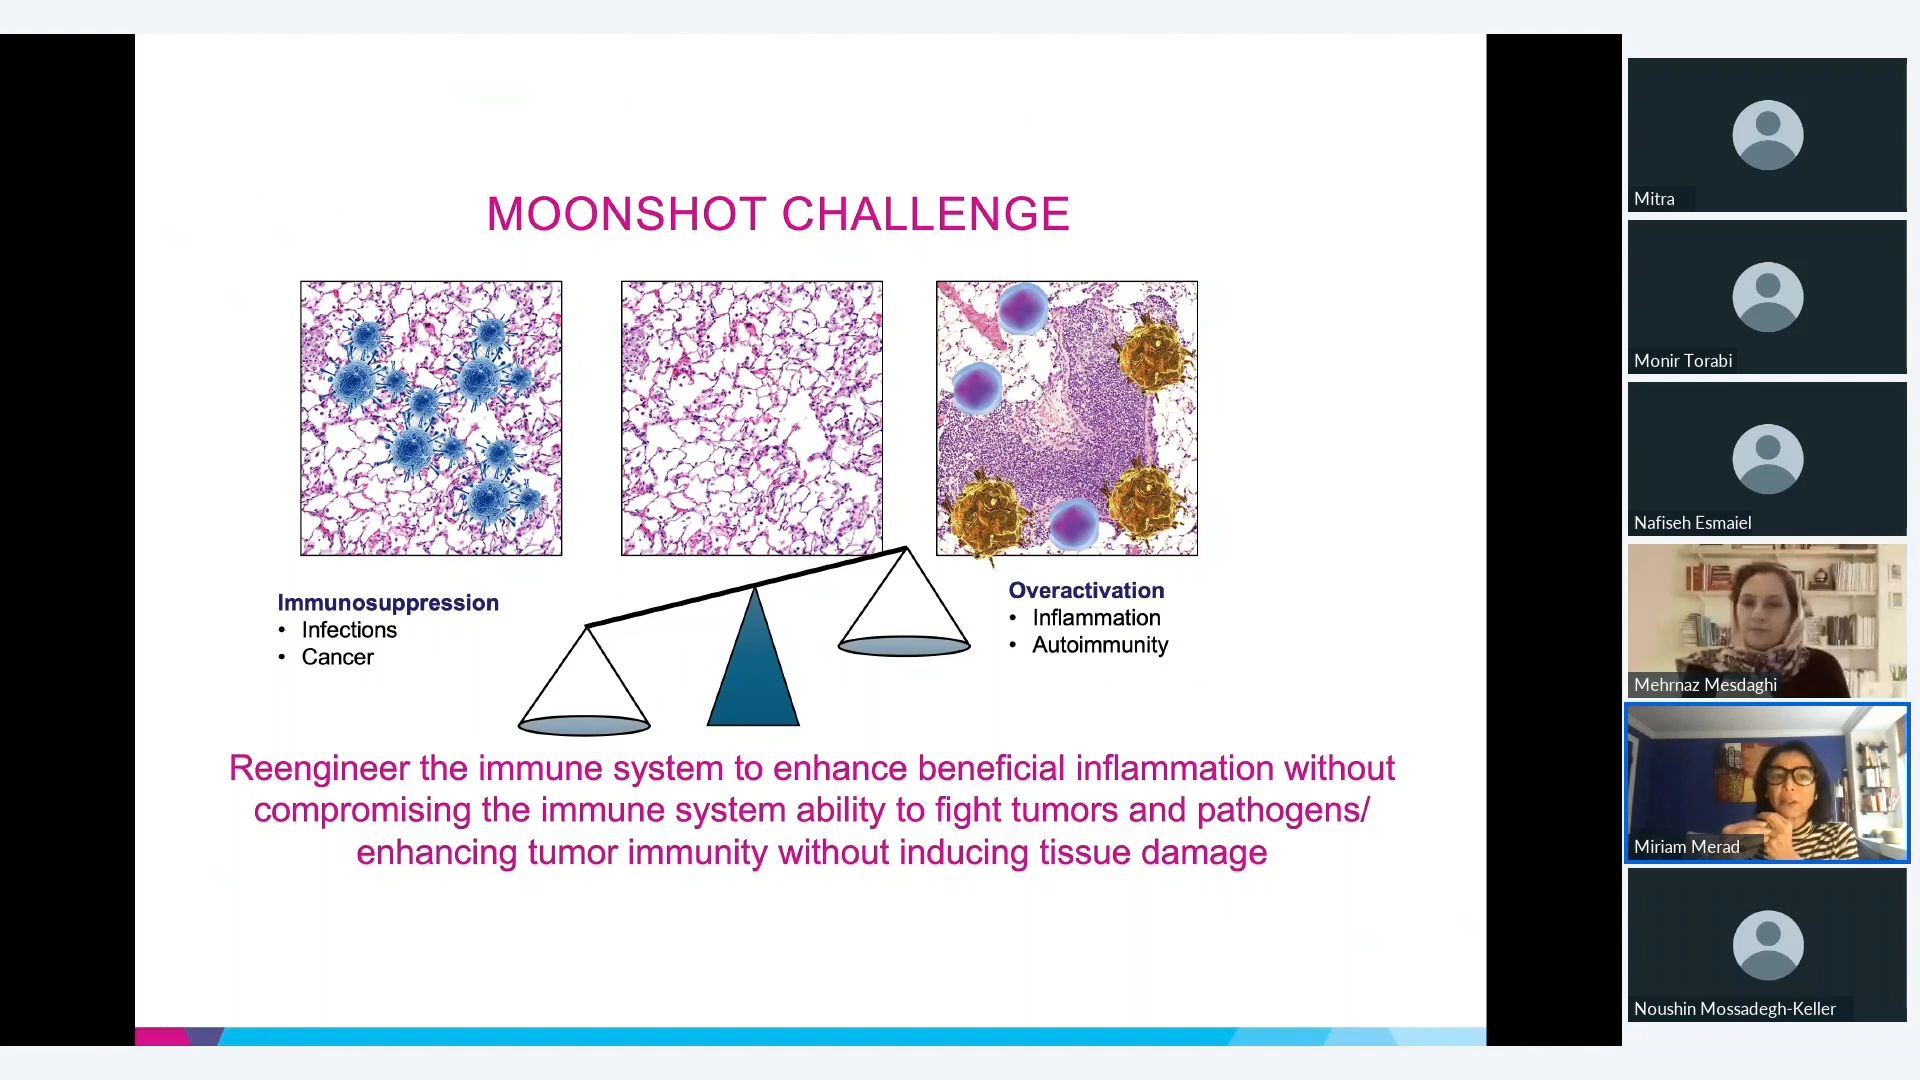 MOONSHOT CHALLENGE
Immunosuppression
• Infections
• Cancer
Overactivation
• Inflammation
• Autoimmunity
Reengineer the immune system to enhance beneficial inflammation without
compromising the immune system ability to fight tumors and pathogens/
enhancing tumor immunity without inducing tissue damage
Mitra
Monir Torabi
Nafiseh Esmaiel
Mehrnaz Mesdaghi
Miriam Merad
Noushin Mossadegh-Keller